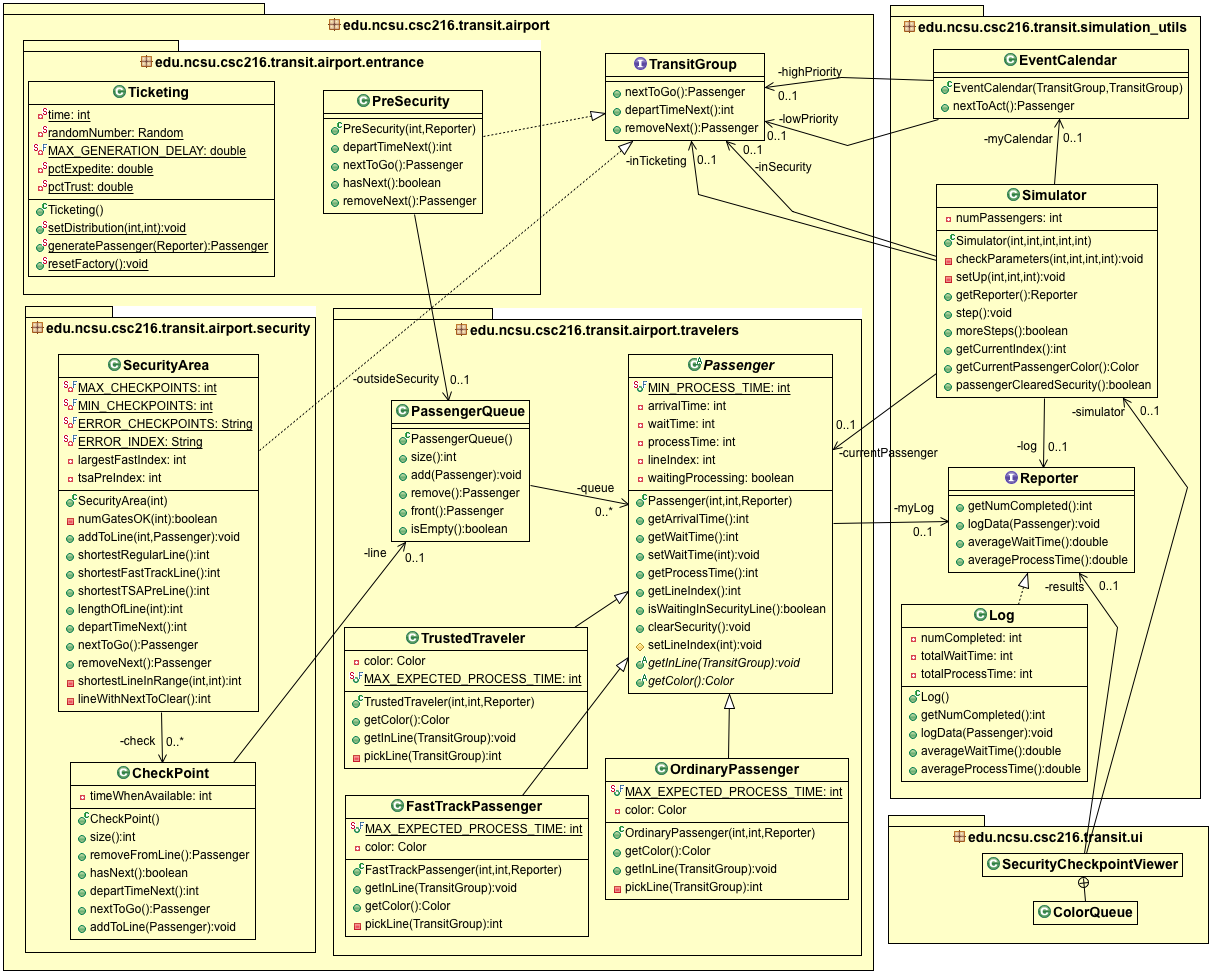 edu.ncsu.csc216.transit.airport
edu.ncsu.csc216.transit.airport.entrance
Ticketing
time: int
randomNumber: Random
MAX_GENERATION_DELAY: double
pctExpedite: double
pctTrust: double
Ticketing()
setDistribution(int,int):void
generatePassenger(Reporter):Passenger
resetFactory():void
PreSecurity
PreSecurity(int,Reporter)
departTimeNext():int
nextToGo():Passenger
hasNext():boolean
removeNext():Passenger
TransitGroup
nextToGo():Passenger
departTimeNext():int
removeNext():Passenger
-highPriority
0..1
-lowPriority
0..1
-inTicketing
0..1
0..1
-inSecurity
edu.ncsu.csc216.transit.simulation_utils
EventCalendar
EventCalendar(TransitGroup,TransitGroup)
nextToAct():Passenger
-myCalendar
0..1
Simulator
numPassengers: int
Simulator(int,int,int,int,int)
checkParameters(int,int,int,int):void
setUp(int,int,int):void
getReporter():Reporter
step():void
moreSteps():boolean
getCurrentIndex():int
getCurrentPassengerColor():Color
passengerClearedSecurity():boolean
-simulator
0..1
-log
0..1
0..1
-currentPassenger
Reporter
getNumCompleted():int
logData(Passenger):void
averageWaitTime():double
averageProcessTime():double
-myLog
0..1
-results
0..1
Log
numCompleted: int
totalWaitTime: int
totalProcessTime: int
Log()
getNumCompleted():int
logData(Passenger):void
averageWaitTime():double
averageProcessTime():double
edu.ncsu.csc216.transit.airport.security
SecurityArea
MAX_CHECKPOINTS: int
MIN_CHECKPOINTS: int
ERROR_CHECKPOINTS: String
ERROR_INDEX: String
largestFastIndex: int
tsaPreIndex: int
SecurityArea(int)
numGatesOK(int):boolean
addToLine(int,Passenger):void
shortestRegularLine():int
shortestFastTrackLine():int
shortestTSAPreLine():int
lengthOfLine(int):int
departTimeNext():int
nextToGo():Passenger
removeNext():Passenger
shortestLineInRange(int,int):int
lineWithNextToClear():int
-check
0..*
CheckPoint
timeWhenAvailable: int
CheckPoint()
size():int
removeFromLine():Passenger
hasNext():boolean
departTimeNext():int
nextToGo():Passenger
addToLine(Passenger):void
edu.ncsu.csc216.transit.airport.travelers
-outsideSecurity
0..1
PassengerQueue
PassengerQueue()
size():int
add(Passenger):void
remove():Passenger
front():Passenger
isEmpty():boolean
-line
0..1
-queue
0..*
Passenger
MIN_PROCESS_TIME: int
arrivalTime: int
waitTime: int
processTime: int
lineIndex: int
waitingProcessing: boolean
Passenger(int,int,Reporter)
getArrivalTime():int
getWaitTime():int
setWaitTime(int):void
getProcessTime():int
getLineIndex():int
isWaitingInSecurityLine():boolean
clearSecurity():void
setLineIndex(int):void
getInLine(TransitGroup):void
getColor():Color
TrustedTraveler
color: Color
MAX_EXPECTED_PROCESS_TIME: int
TrustedTraveler(int,int,Reporter)
getColor():Color
getInLine(TransitGroup):void
pickLine(TransitGroup):int
FastTrackPassenger
MAX_EXPECTED_PROCESS_TIME: int
color: Color
FastTrackPassenger(int,int,Reporter)
getInLine(TransitGroup):void
getColor():Color
pickLine(TransitGroup):int
OrdinaryPassenger
MAX_EXPECTED_PROCESS_TIME: int
color: Color
OrdinaryPassenger(int,int,Reporter)
getColor():Color
getInLine(TransitGroup):void
pickLine(TransitGroup):int
edu.ncsu.csc216.transit.ui
SecurityCheckpointViewer
ColorQueue